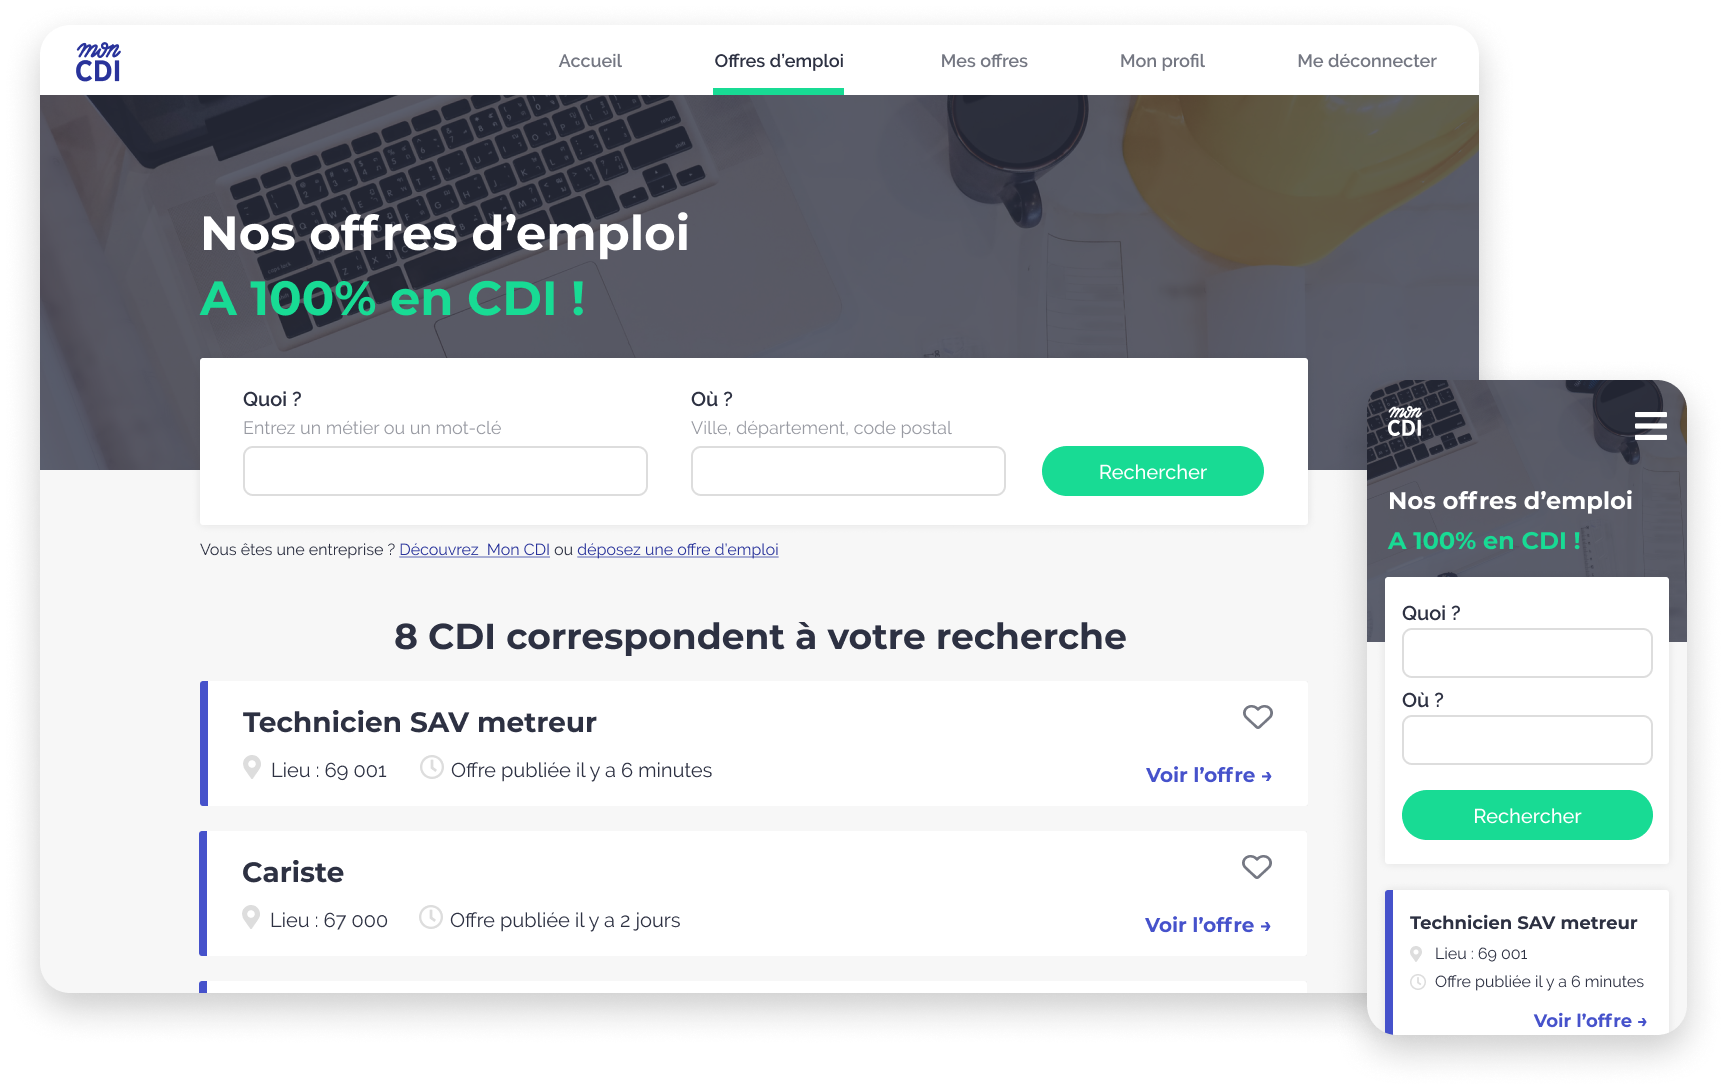 mon
CDI
Accueil
Offres d'emploi
Mes offres
Mon profil
Me déconnecter
Nos offres d'emploi
A 100% en CDI !
Quoi ?
Entrez un métier ou un mot-clé
Où ?
Ville, département, code postal
Rechercher
Vous êtes une entreprise ? Découvrez  Mon CDI ou déposez une offre d'emploi
8 CDI correspondent à votre recherche
Technicien SAV metreur
Lieu : 69 001
Offre publiée il y a 6 minutes
Voir l'offre →
Cariste
Lieu : 67 000
Offre publiée il y a 2 jours
Voir l'offre →
mon
CDI
Nos offres d'emploi
A 100% en CDI !
Quoi ?
Où ?
Rechercher
Technicien SAV metreur
Lieu : 69 001
Offre publiée il y a 6 minutes
Voir l'offre →